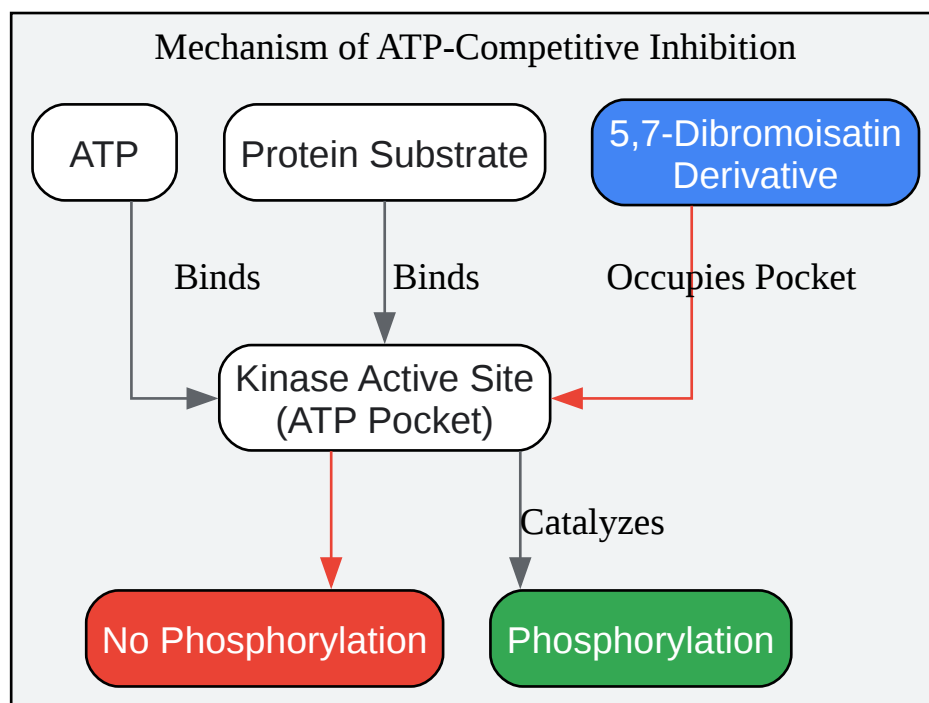 Mechanism of ATP-Competitive Inhibition
ATP
Protein Substrate
5,7-Dibromoisatin
Derivative
Binds
Binds
Occupies Pocket
Kinase Active Site
(ATP Pocket)
Catalyzes
No Phosphorylation
Phosphorylation